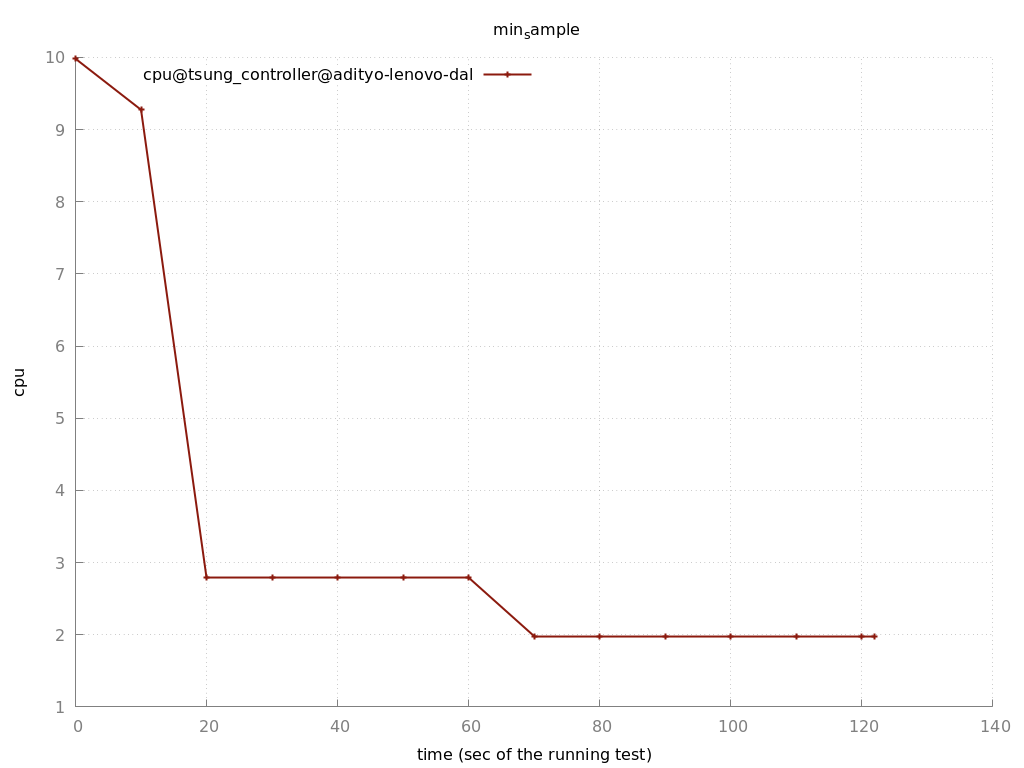 min_sample
10
cpu@tsung_controller@adityo-lenovo-dal
9
8
7
6
5
4
3
2
1
cpu
0 20 40 60 80 100 120 140
time (sec of the running test)